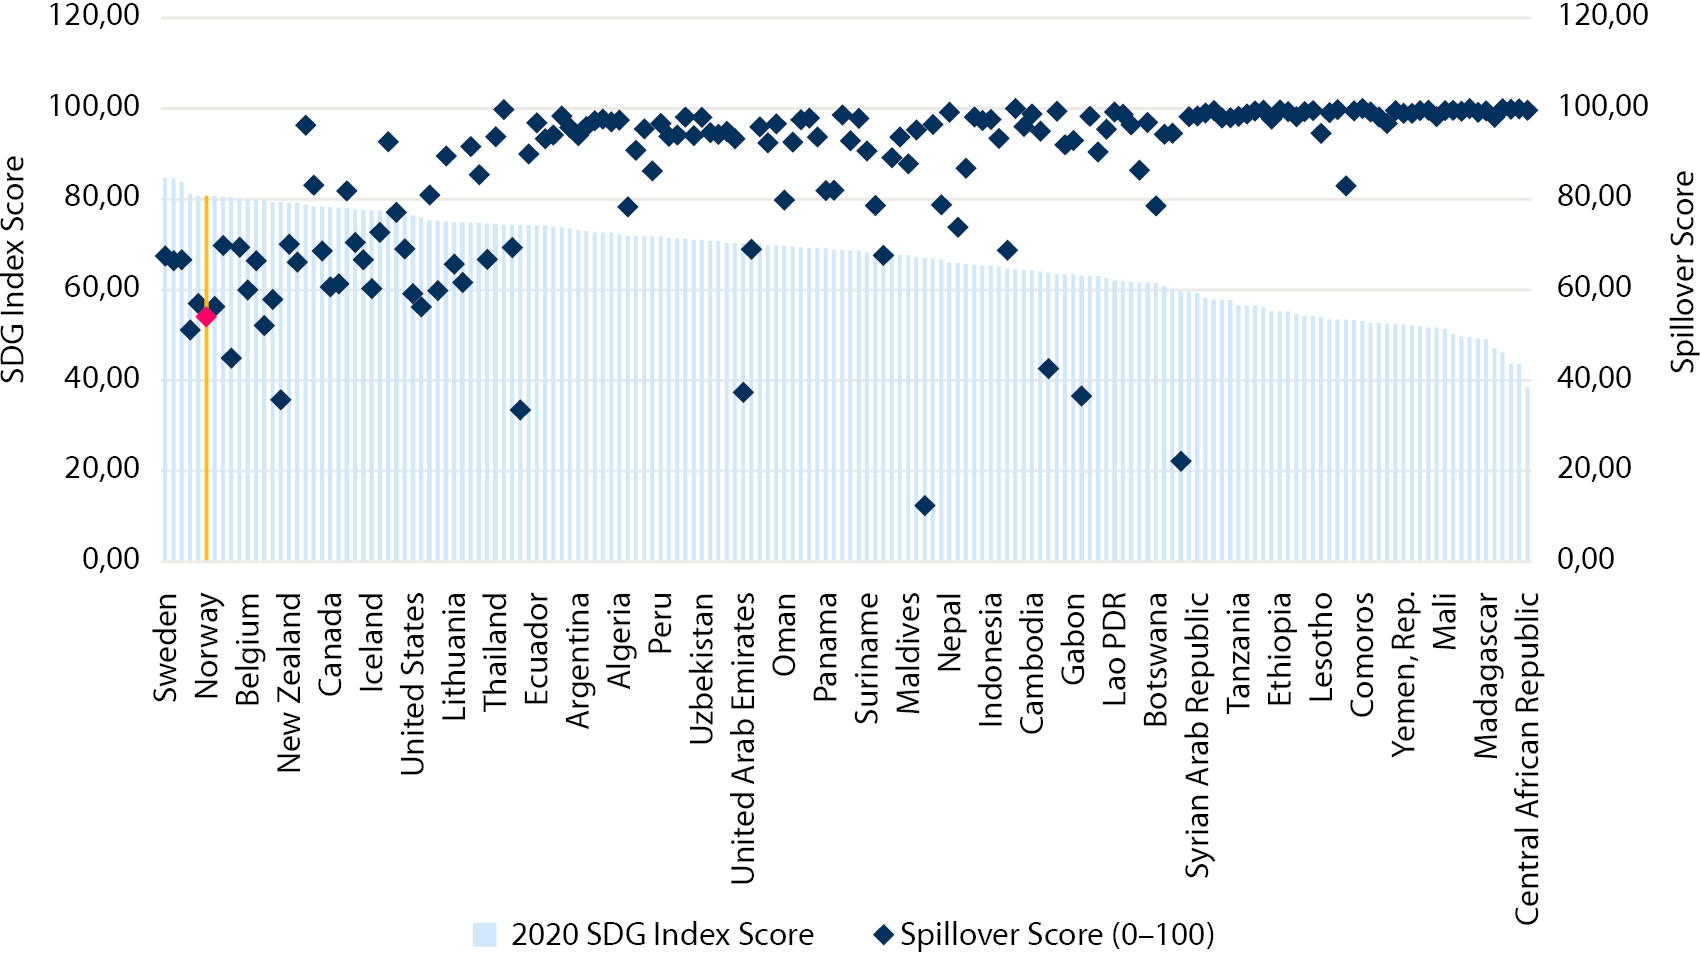 120,00
100,00
80,00
60,00
40,00
20,00
0,00
SDG Index Score
120,00
100,00
80,00
60,00
40,00
20,00
0,00
Spillover Score
Sweden
Norway
Belgium
New Zealand
Canada
Iceland
United States
Lithuania
Thailand
Ecuador
Argentina
Algeria
Peru
Uzbekistan
United Arab Emirates
Oman
Panama
Suriname
Maldives
Nepal
Indonesia
Cambodia
Gabon
Lao PDR
Botswana
Syrian Arab Republic
Tanzania
Ethiopia
Lesotho
Comoros
Yemen, Rep.
Mali
Madagascar
Central African Republic
2020 SDG Index Score
Spillover Score (0–100)